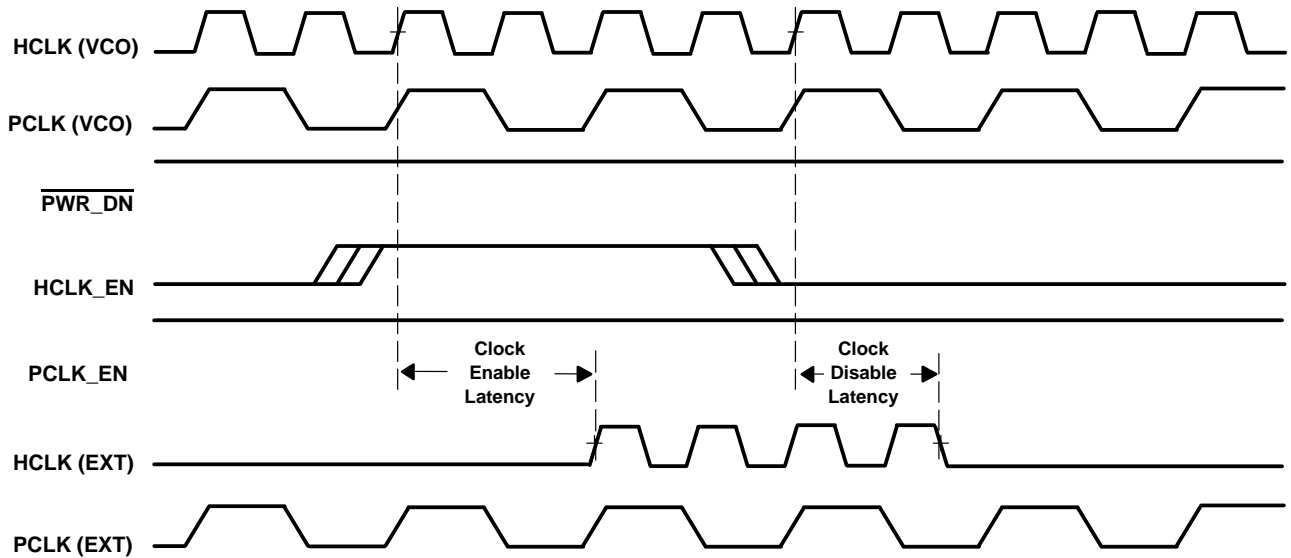 HCLK (VCO)
PCLK (VCO)
PWR_DN
HCLK_EN
PCLK_EN
Clock
Enable
Latency
Clock
Disable
Latency
HCLK (EXT)
PCLK (EXT)